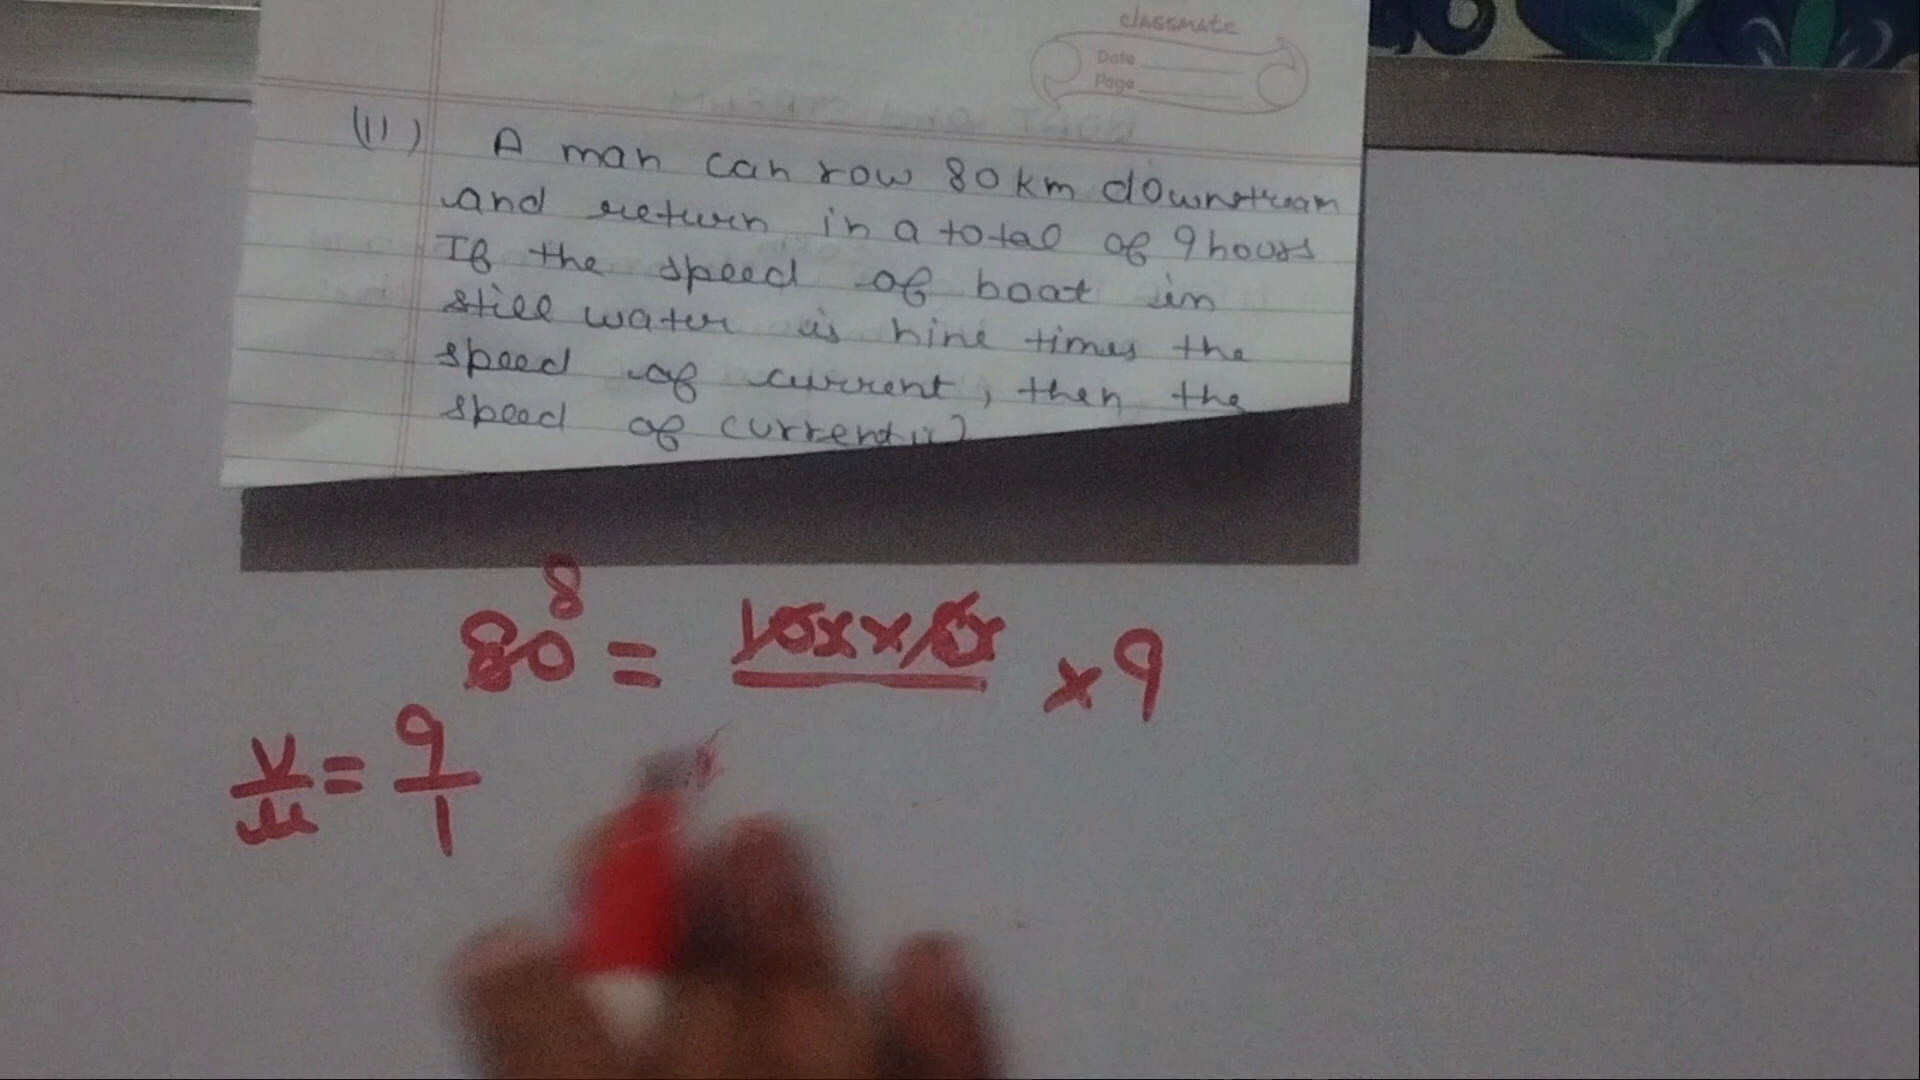 classmate
Date
Page
(11) A man can row 80 km downstream
and return in a total of 9 hours
If the speed of boat in
still water is nine times the
speed of current, then the
speed of current is?
8
80 = 10x x 8x x 9
v/u = 9/1